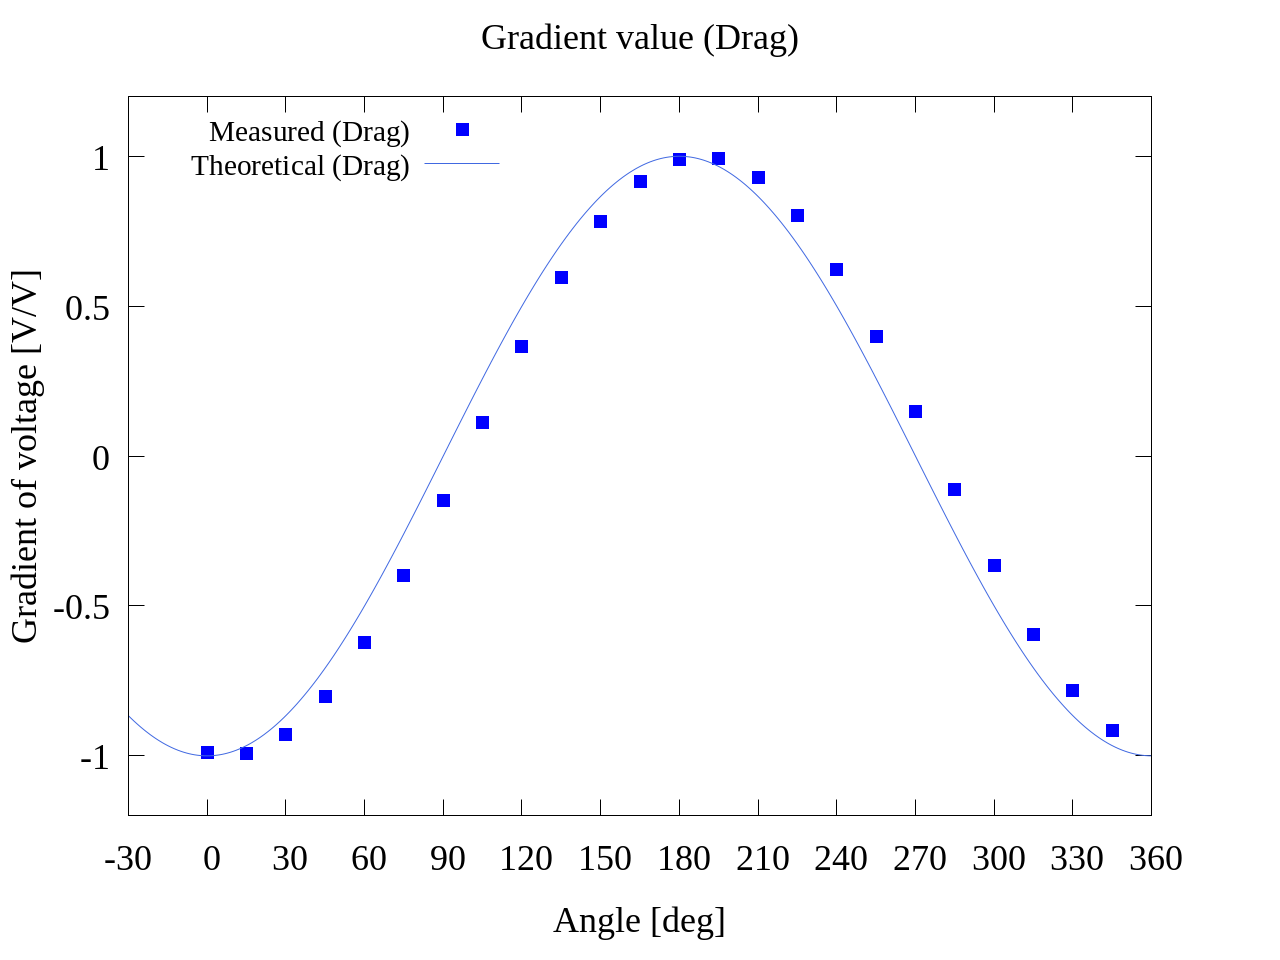 Gradient value (Drag)
Measured (Drag)
Theoretical (Drag)
1
0.5
0
-0.5
-1
Gradient of voltage [V/V]
-30 0 30 60 90 120 150 180 210 240 270 300 330 360
Angle [deg]